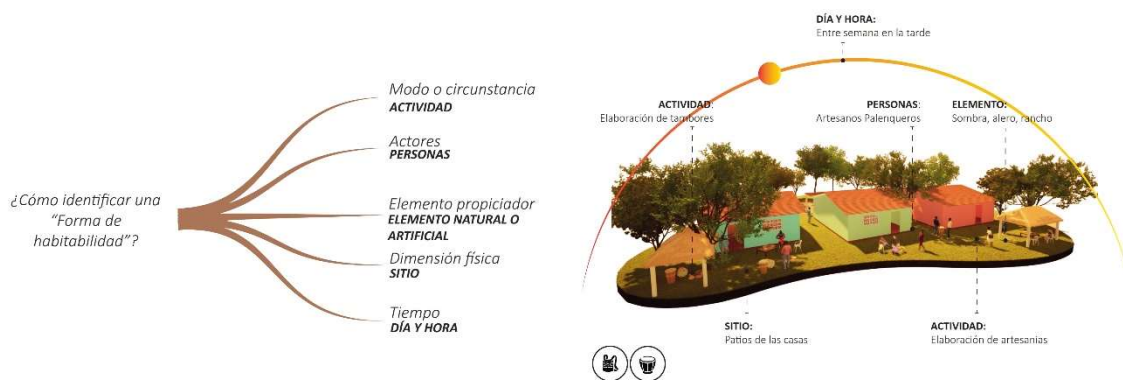 ¿Cómo identificar una
"Forma de
habitabilidad"?
Modo o circunstancia
ACTIVIDAD
Actores
PERSONAS
Elemento propiciador
ELEMENTO NATURAL O
ARTIFICIAL
Dimensión física
SITIO
Tiempo
DÍA Y HORA
DÍA Y HORA:
Entre semana en la tarde
ACTIVIDAD:
Elaboración de tambores
PERSONAS:
Artesanos Palenqueros
ELEMENTO:
Sombra, alero, rancho
SITIO:
Patios de las casas
ACTIVIDAD:
Elaboración de artesanías